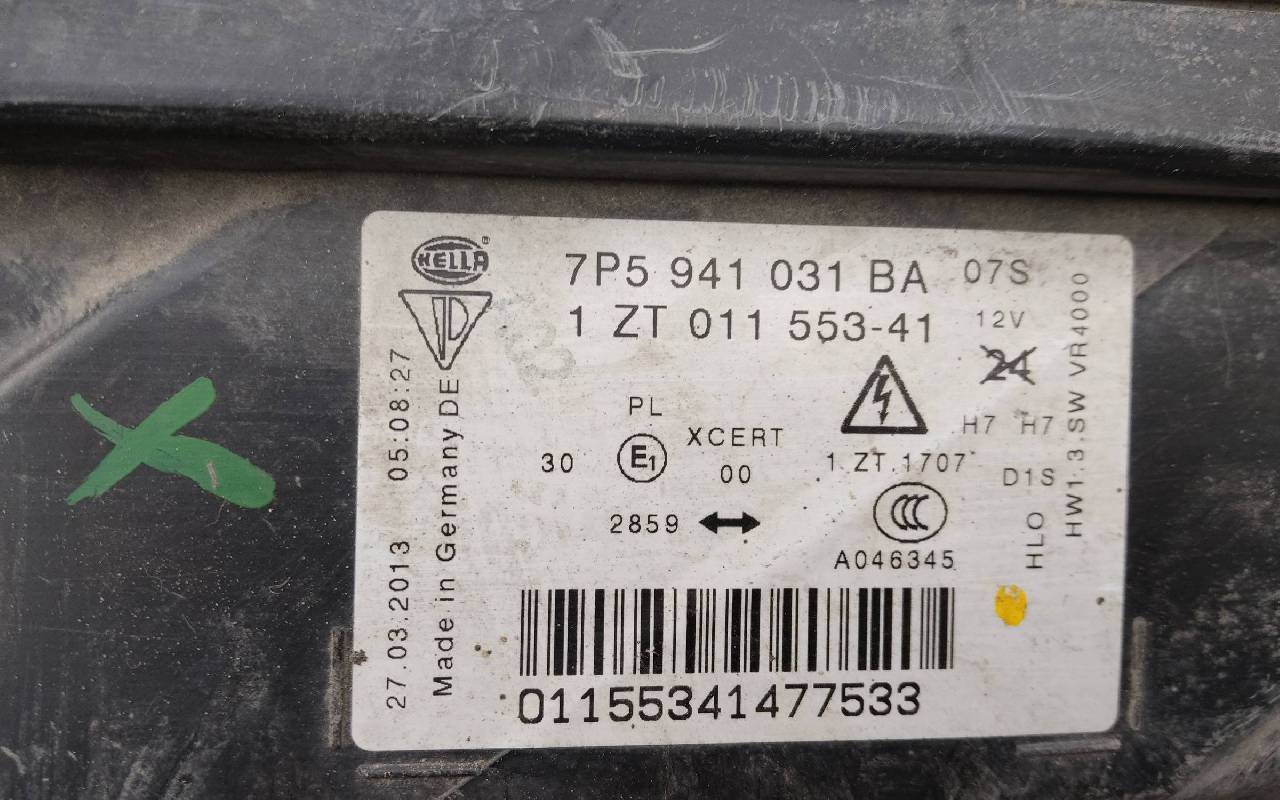 HELLA
7P5 941 031 BA 07S
1 ZT 011 553-41 12V
24
PL
H7 H7
XCERT
30 E1 00 1.ZT.1707
D1S
2859
CCC
A046345
HLO
HW1.3.SW VR4000
27.03.2013 05:08:27
Made in Germany DE
01155341477533